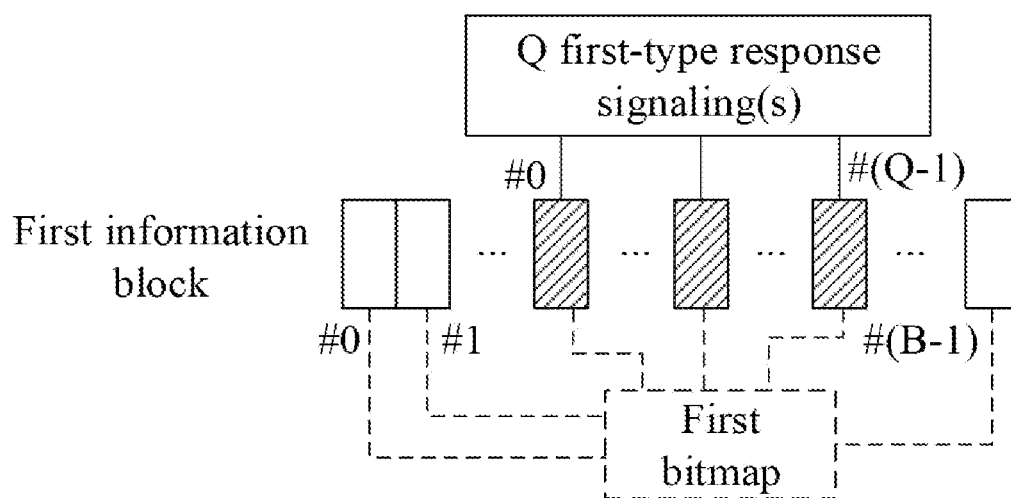 Q first-type response
signaling(s)
#0
#(Q-1)
First information
block
... ... ... ...
#0
#1
#(B-1)
First
bitmap